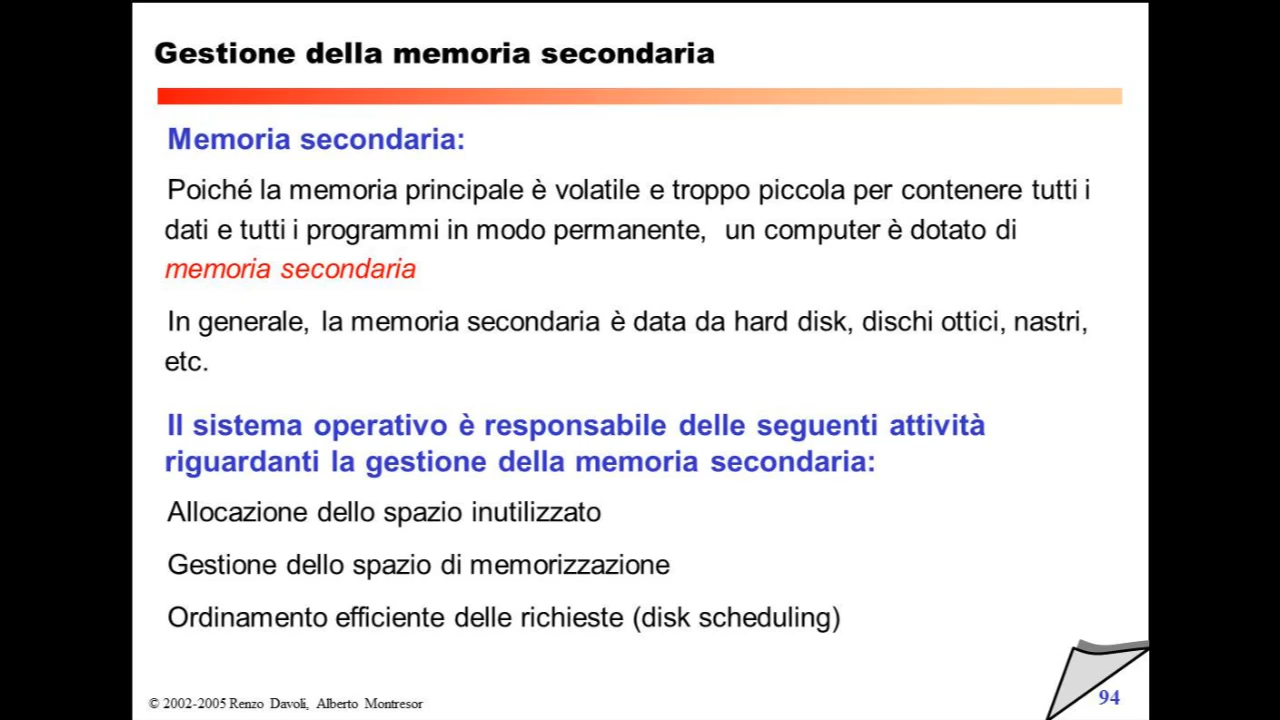 Gestione della memoria secondaria
Memoria secondaria:
Poiché la memoria principale è volatile e troppo piccola per contenere tutti i
dati e tutti i programmi in modo permanente, un computer è dotato di
memoria secondaria
In generale, la memoria secondaria è data da hard disk, dischi ottici, nastri,
etc.
Il sistema operativo è responsabile delle seguenti attività
riguardanti la gestione della memoria secondaria:
Allocazione dello spazio inutilizzato
Gestione dello spazio di memorizzazione
Ordinamento efficiente delle richieste (disk scheduling)
© 2002-2005 Renzo Davoli, Alberto Montresor
94